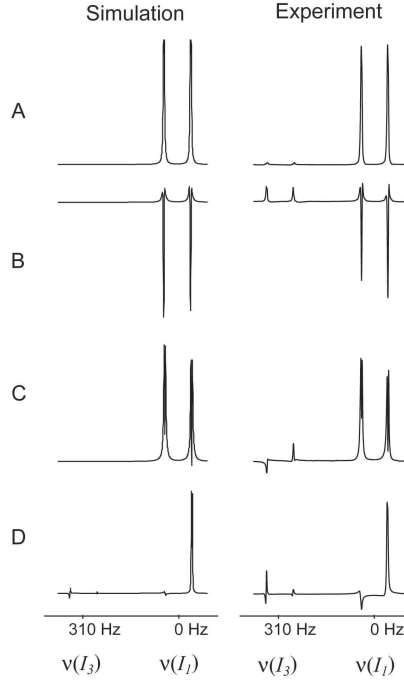 Simulation Experiment
A
B
C
D
310 Hz 0 Hz 310 Hz 0 Hz
ν(I₃) ν(I₁) ν(I₃) ν(I₁)